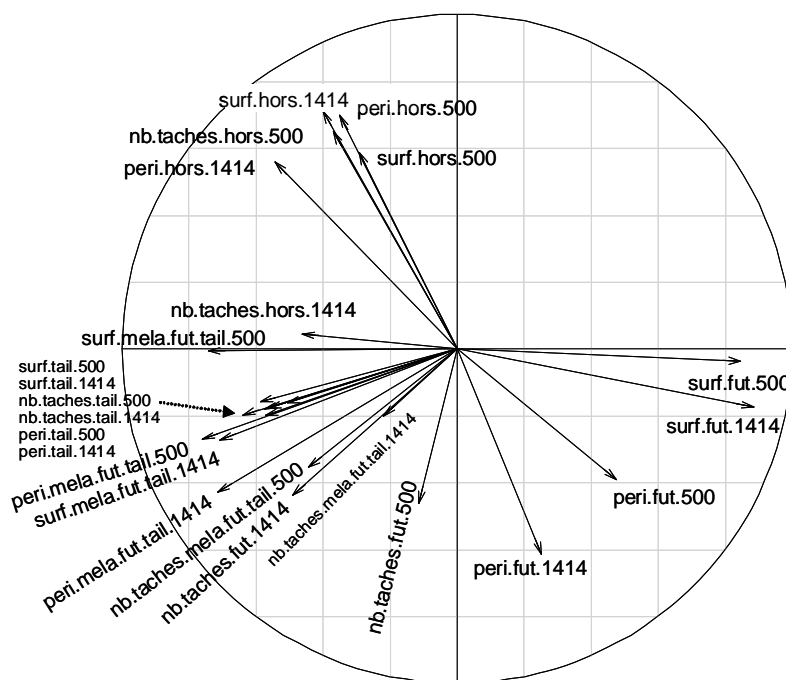 surf.hors.1414
peri.hors.500
nb.taches.hors.500
surf.hors.500
peri.hors.1414
nb.taches.hors.1414
surf.mela.fut.tail.500
surf.tail.500
surf.tail.1414
nb.taches.tail.500
nb.taches.tail.1414
peri.tail.500
peri.tail.1414
surf.fut.500
surf.fut.1414
peri.mela.fut.tail.500
surf.mela.fut.tail.1414
peri.mela.fut.tail.1414
nb.taches.mela.fut.tail.500
nb.taches.fut.1414
nb.taches.mela.fut.tail.1414
nb.taches.fut.500
peri.fut.500
peri.fut.1414